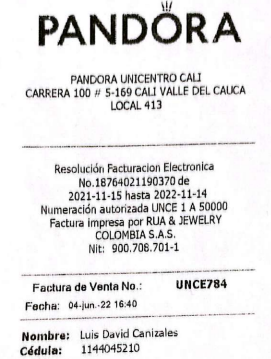 PANDÖRA
PANDORA UNICENTRO CALI
CARRERA 100 # 5-169 CALI VALLE DEL CAUCA
LOCAL 413
Resolución Facturacion Electronica
No.18764021190370 de
2021-11-15 hasta 2022-11-14
Numeración autorizada UNCE 1 A 50000
Factura impresa por RUA & JEWELRY
COLOMBIA S.A.S.
Nit: 900.708.701-1
Factura de Venta No.: UNCE784
Fecha: 04-jun.-22 16:40
Nombre: Luis David Canizales
Cédula: 1144045210